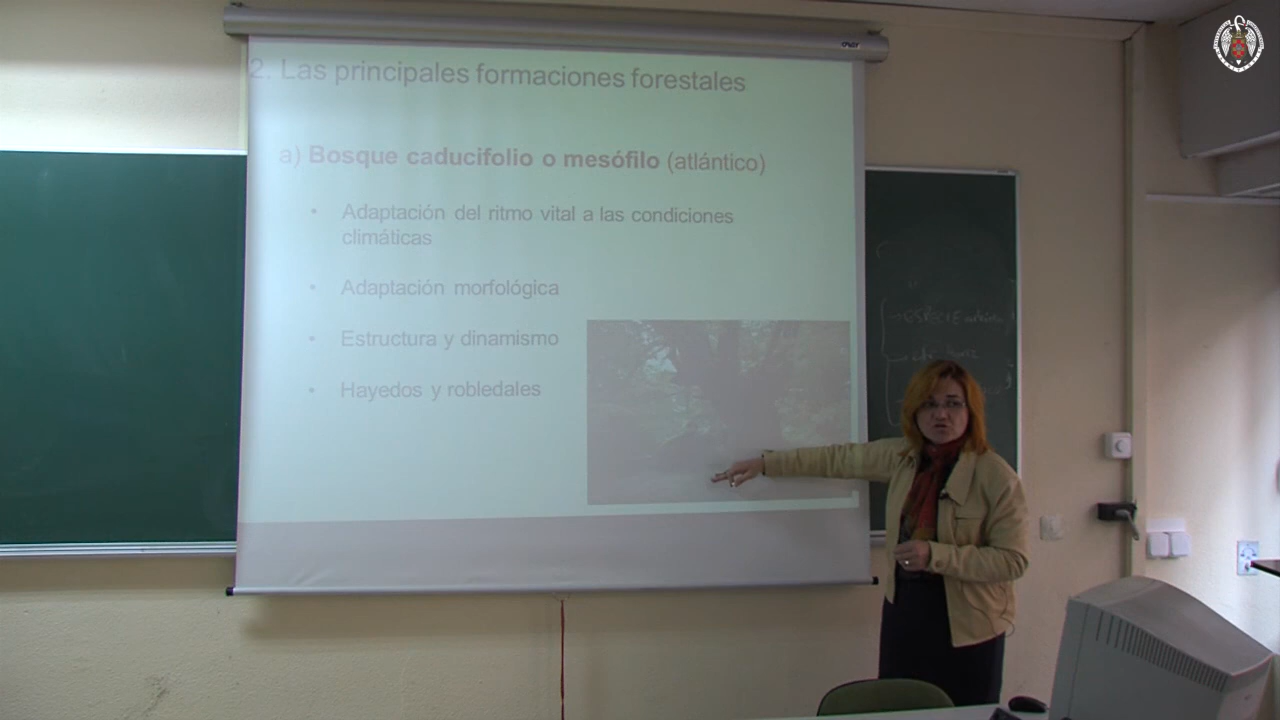 2. Las principales formaciones forestales
a) Bosque caducifolio o mesófilo (atlántico)
• Adaptación del ritmo vital a las condiciones
climáticas
• Adaptación morfológica
• Estructura y dinamismo
• Hayedos y robledales